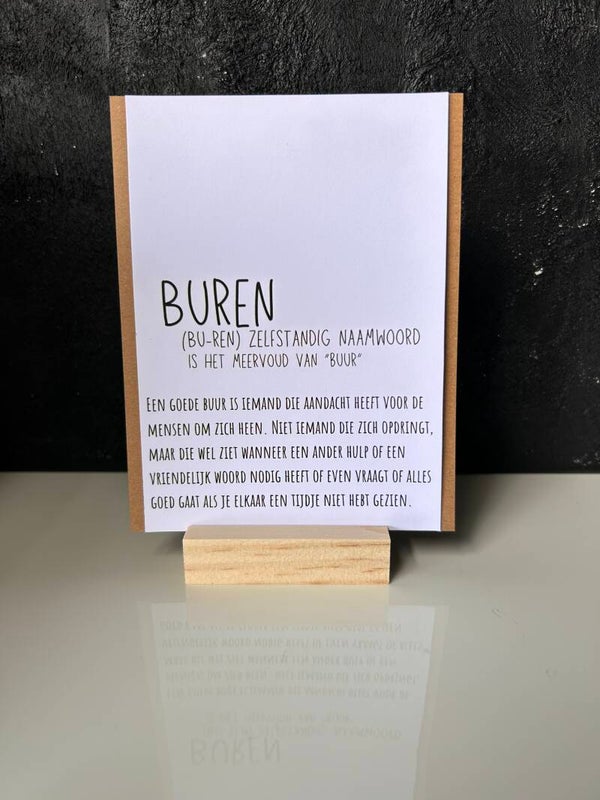 BUREN
(BU-REN) ZELFSTANDIG NAAMWOORD
IS HET MEERVOUD VAN "BUUR"
EEN GOEDE BUUR IS IEMAND DIE AANDACHT HEEFT VOOR DE
MENSEN OM ZICH HEEN. NIET IEMAND DIE ZICH OPDRINGT,
MAAR DIE WEL ZIET WANNEER EEN ANDER HULP OF EEN
VRIENDELIJK WOORD NODIG HEEFT OF EVEN VRAAGT OF ALLES
GOED GAAT ALS JE ELKAAR EEN TIJDJE NIET HEBT GEZIEN.